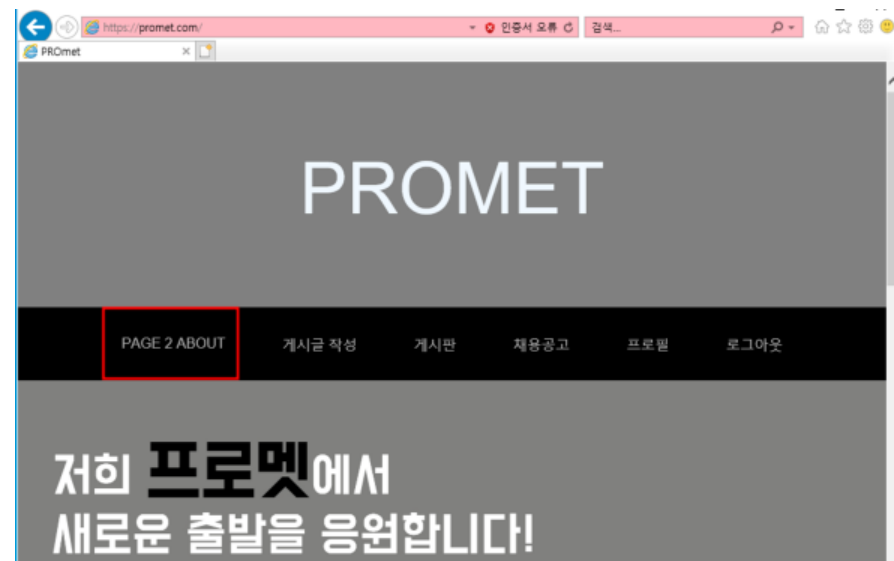 https://promet.com/ 인증서 오류 검색...
PROmet
PROMET
PAGE 2 ABOUT 게시글 작성 게시판 채용공고 프로필 로그아웃
저희 프로멧에서
새로운 출발을 응원합니다!